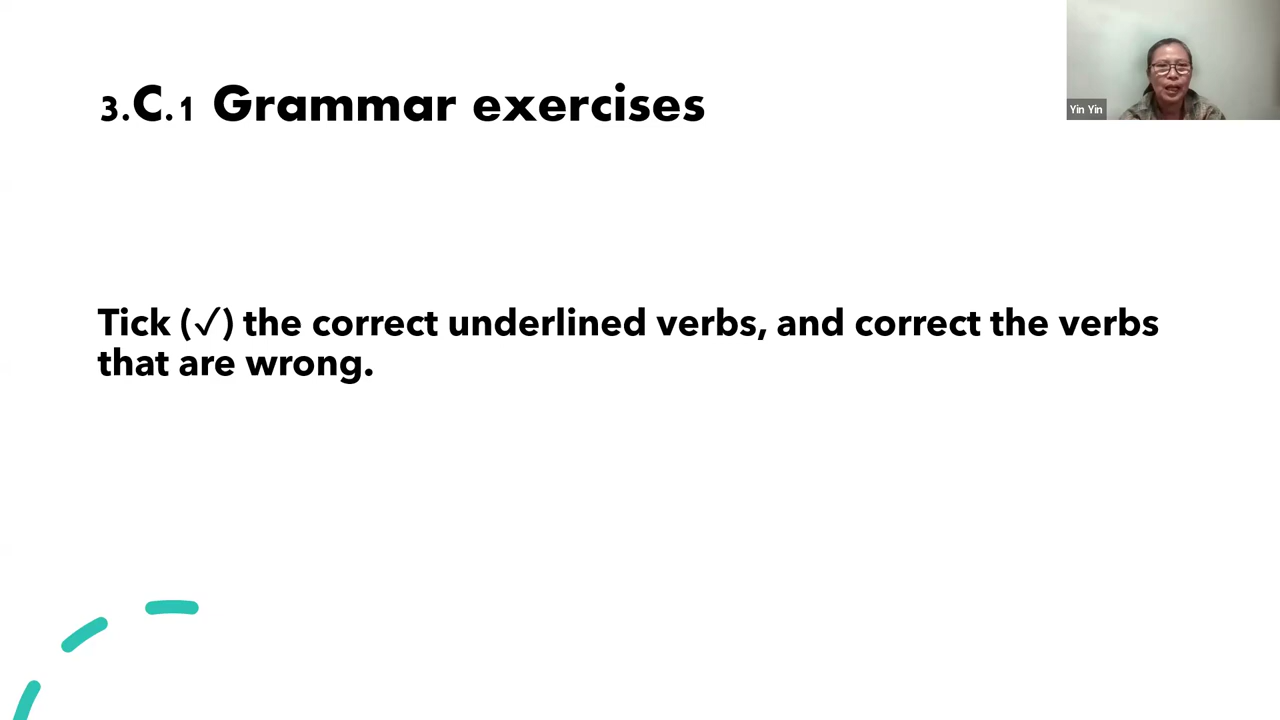 3.C.1 Grammar exercises
Yin Yin
Tick (✓) the correct underlined verbs, and correct the verbs
that are wrong.